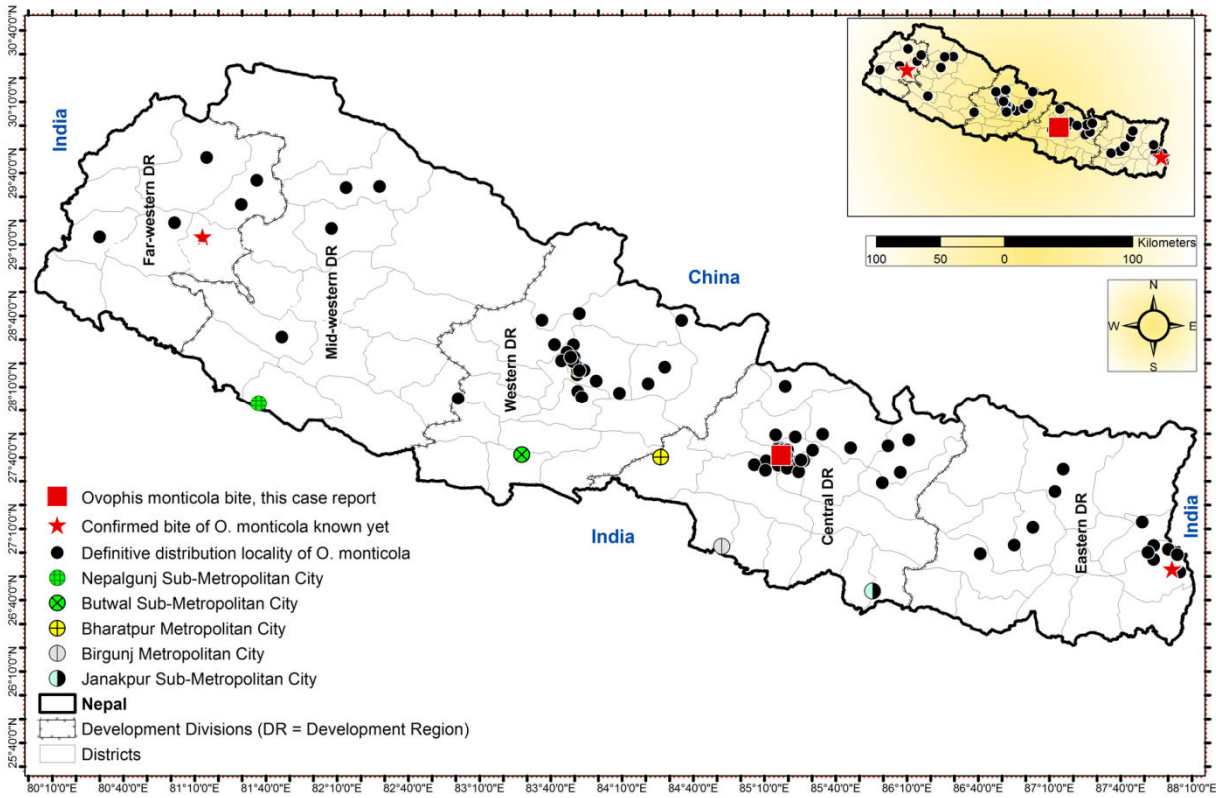 30°40'0"N
30°10'0"N
29°40'0"N
29°10'0"N
28°40'0"N
28°10'0"N
27°40'0"N
27°10'0"N
26°40'0"N
26°10'0"N
25°40'0"N
India
Far-western DR
Mid-western DR
Western DR
China
Central DR
India
Eastern DR
India
Kilometers
100 50 0 100
N
W E
S
Ovophis monticola bite, this case report
Confirmed bite of O. monticola known yet
Definitive distribution locality of O. monticola
Nepalgunj Sub-Metropolitan City
Butwal Sub-Metropolitan City
Bharatpur Metropolitan City
Birgunj Metropolitan City
Janakpur Sub-Metropolitan City
Nepal
Development Divisions (DR = Development Region)
Districts
80°10'0"E 80°40'0"E 81°10'0"E 81°40'0"E 82°10'0"E 82°40'0"E 83°10'0"E 83°40'0"E 84°10'0"E 84°40'0"E 85°10'0"E 85°40'0"E 86°10'0"E 86°40'0"E 87°10'0"E 87°40'0"E 88°10'0"E